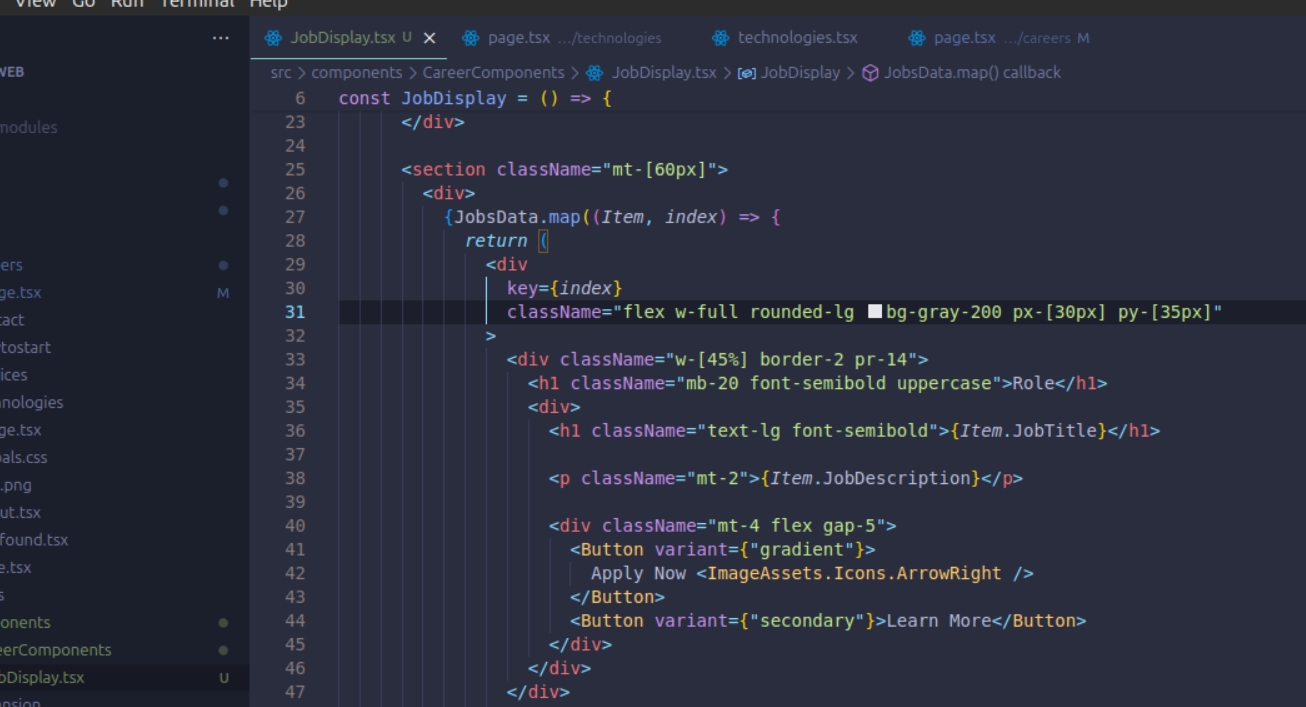 View Go Run Terminal Help
JobDisplay.tsx U × page.tsx .../technologies technologies.tsx page.tsx .../careers M
WEB
src > components > CareerComponents > JobDisplay.tsx > JobDisplay > JobsData.map() callback
6 const JobDisplay = () => {
23 </div>
24
25 <section className="mt-[60px]">
26 <div>
27 {JobsData.map((Item, index) => {
28 return (
29 <div
30 key={index}
31 className="flex w-full rounded-lg bg-gray-200 px-[30px] py-[35px]"
32 >
33 <div className="w-[45%] border-2 pr-14">
34 <h1 className="mb-20 font-semibold uppercase">Role</h1>
35 <div>
36 <h1 className="text-lg font-semibold">{Item.JobTitle}</h1>
37
38 <p className="mt-2">{Item.JobDescription}</p>
39
40 <div className="mt-4 flex gap-5">
41 <Button variant={"gradient"}>
42 Apply Now <ImageAssets.Icons.ArrowRight />
43 </Button>
44 <Button variant={"secondary"}>Learn More</Button>
45 </div>
46 </div>
47 </div>
modules
ers
ge.tsx M
tact
tostart
ices
nologies
ge.tsx
als.css
.png
ut.tsx
found.tsx
e.tsx
s
onents
eerComponents
bDisplay.tsx U